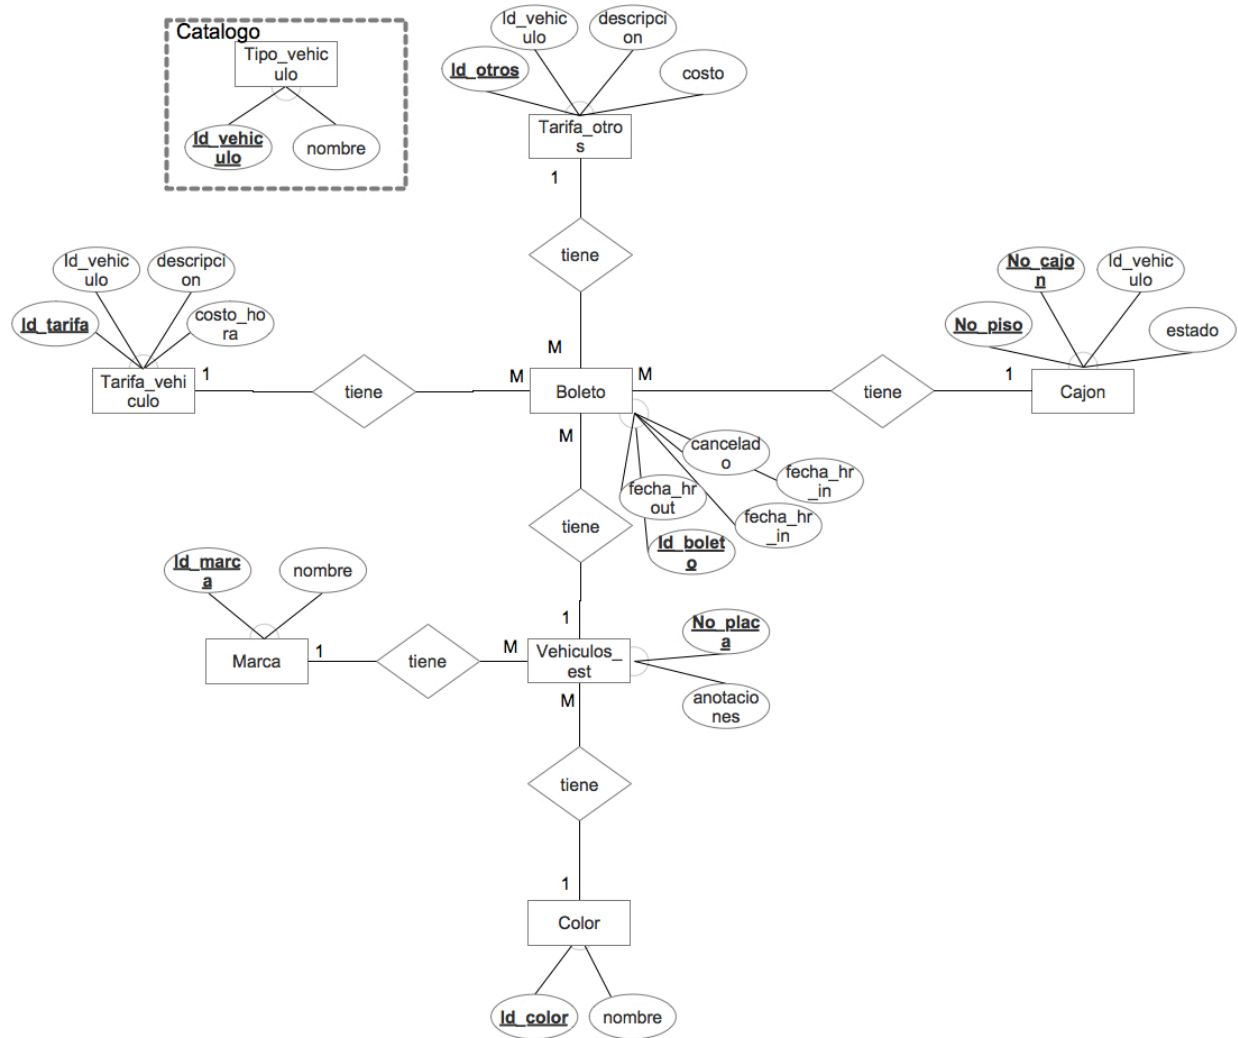 Catalogo
Tipo_vehic
ulo
Id_vehic
ulo
nombre
Id_vehic
ulo
descripci
on
Id_otros
costo
Tarifa_otro
s
1
tiene
M
Id_vehic
ulo
descripci
on
Id_tarifa
costo_ho
ra
Tarifa_vehi
culo
1
tiene
M
Boleto
M
tiene
1
Cajon
No_cajo
n
Id_vehic
ulo
No_piso
estado
M
cancelad
o
fecha_hr
_in
fecha_hr
out
fecha_hr
_in
Id_bolet
o
tiene
1
Id_marc
a
nombre
Marca
1
tiene
M
Vehiculos_
est
No_plac
a
anotacio
nes
M
tiene
1
Color
Id_color
nombre